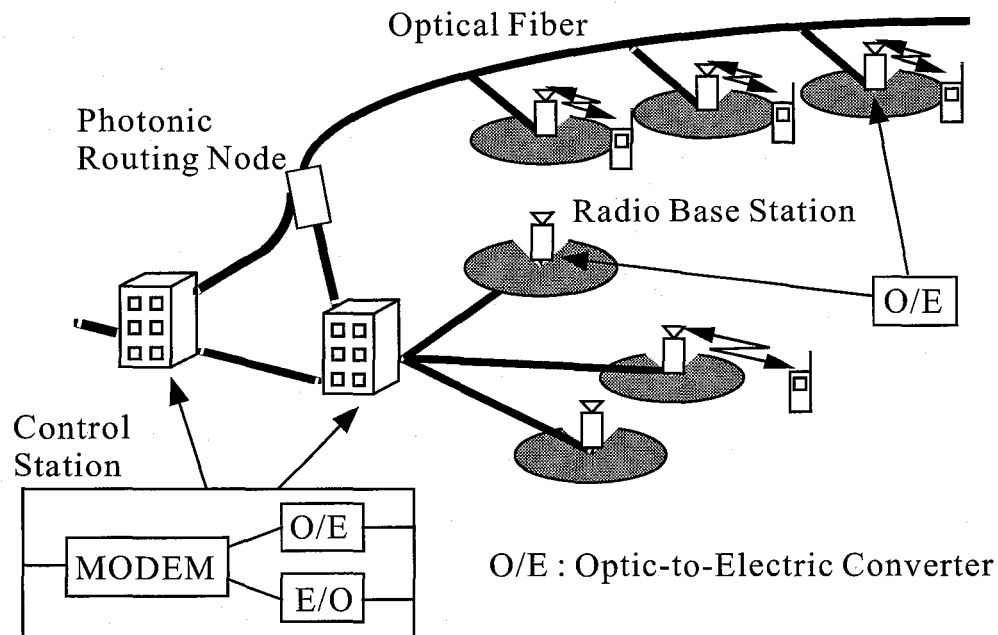 Optical Fiber
Photonic
Routing Node
Radio Base Station
O/E
Control
Station
MODEM
O/E
E/O
O/E : Optic-to-Electric Converter